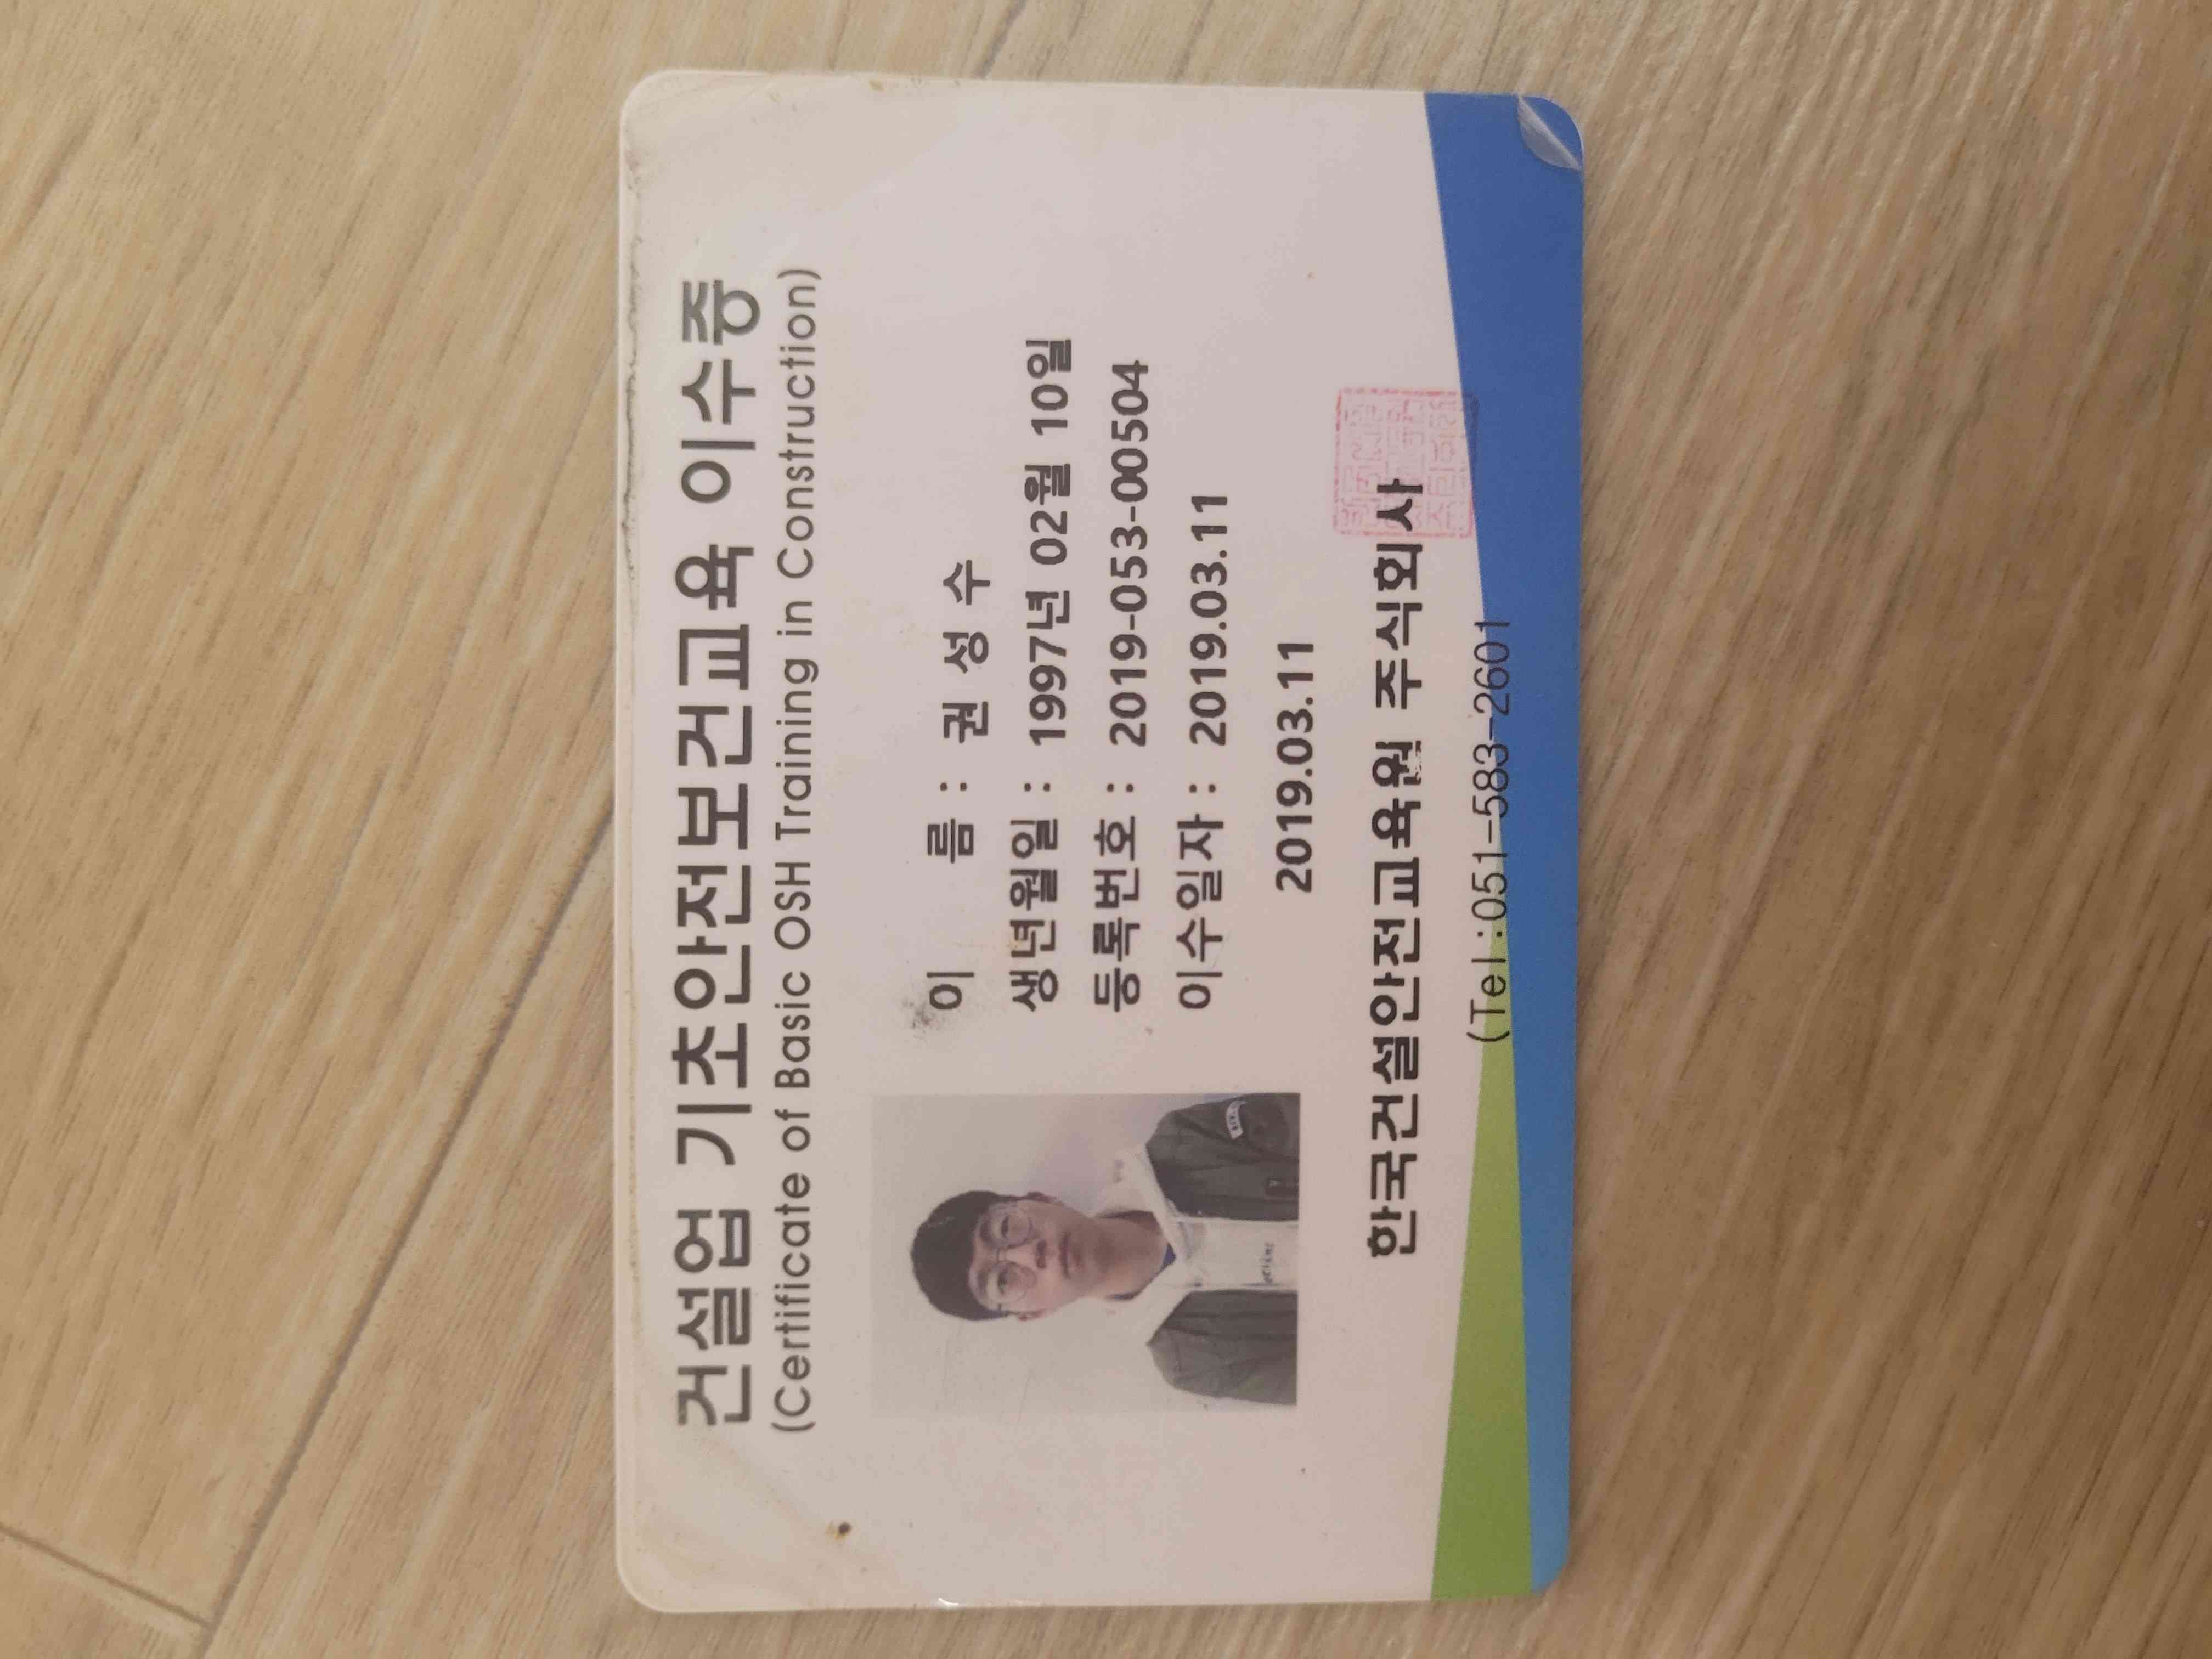 건설업 기초안전보건교육 이수증
(Certificate of Basic OSH Training in Construction)
이 름 : 권 성 수
생년월일 : 1997년 02월 10일
등록번호 : 2019-053-00504
이수일자 : 2019.03.11
2019.03.11
한국건설안전교육원 주식회사
(Tel:051-583-2601